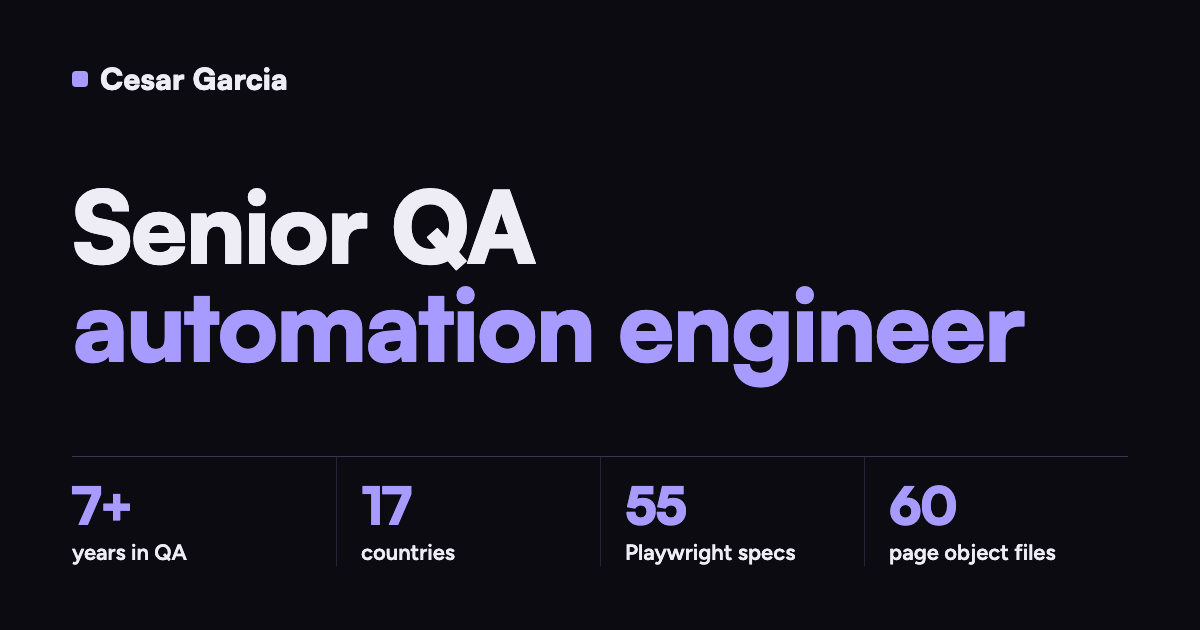 Cesar Garcia
Senior QA
automation engineer
7+
years in QA
17
countries
55
Playwright specs
60
page object files